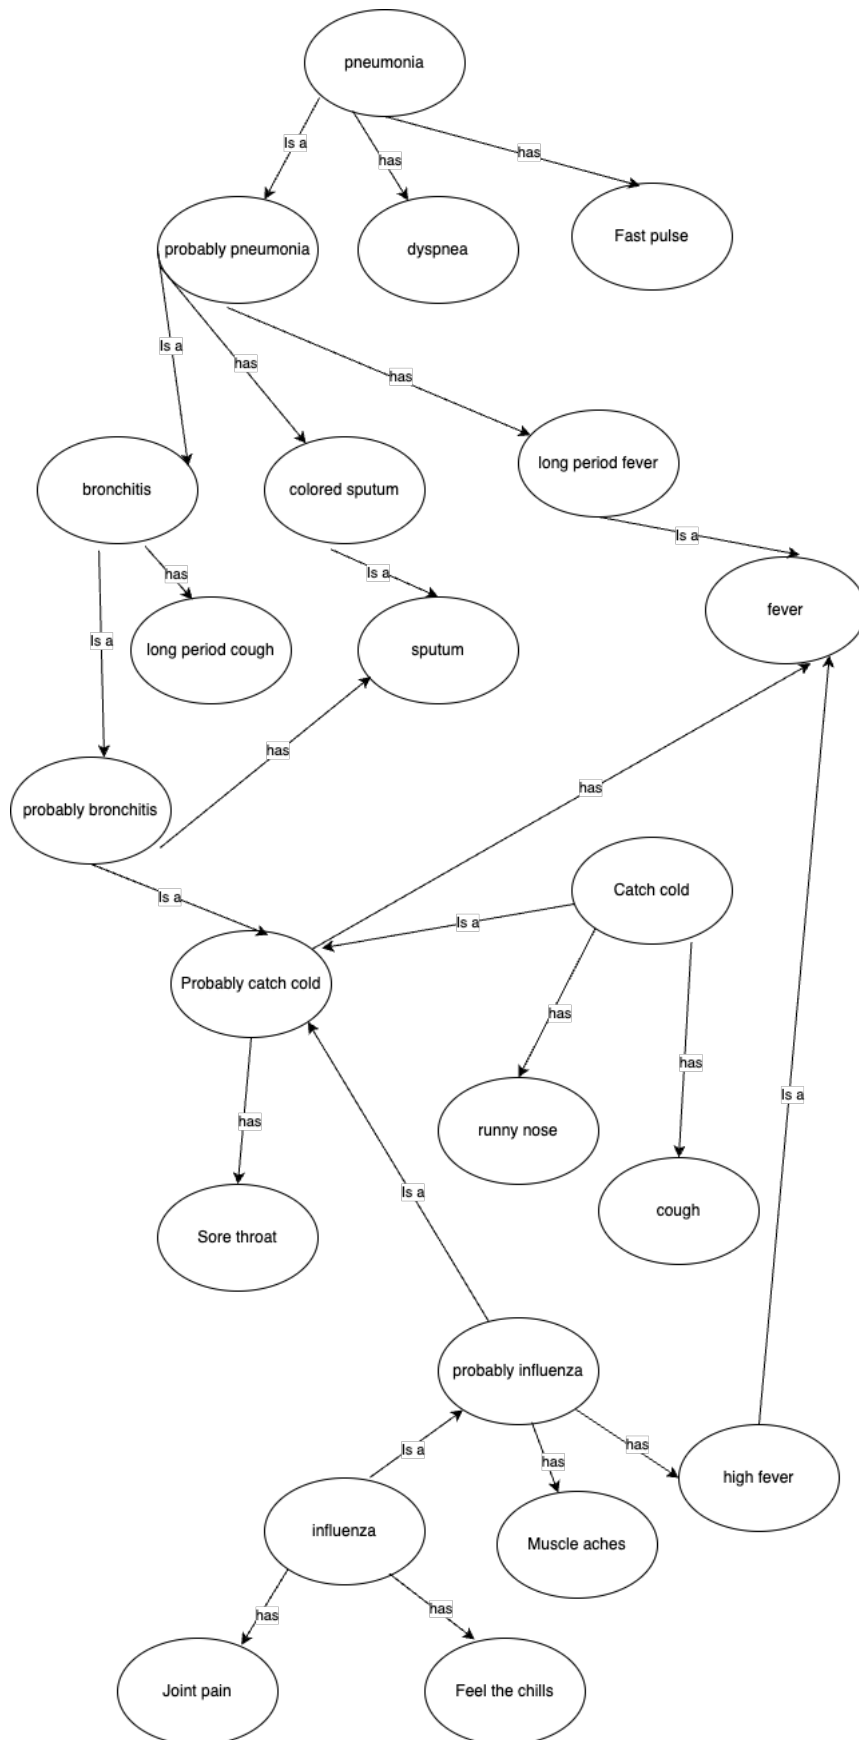 pneumonia
Is a
has
has
probably pneumonia
dyspnea
Fast pulse
Is a
has
has
bronchitis
colored sputum
long period fever
Is a
has
Is a
fever
Is a
long period cough
sputum
has
has
probably bronchitis
Is a
Catch cold
Is a
Probably catch cold
has
has
has
Is a
runny nose
Is a
cough
Sore throat
probably influenza
Is a
has
has
high fever
influenza
Muscle aches
has
has
Joint pain
Feel the chills